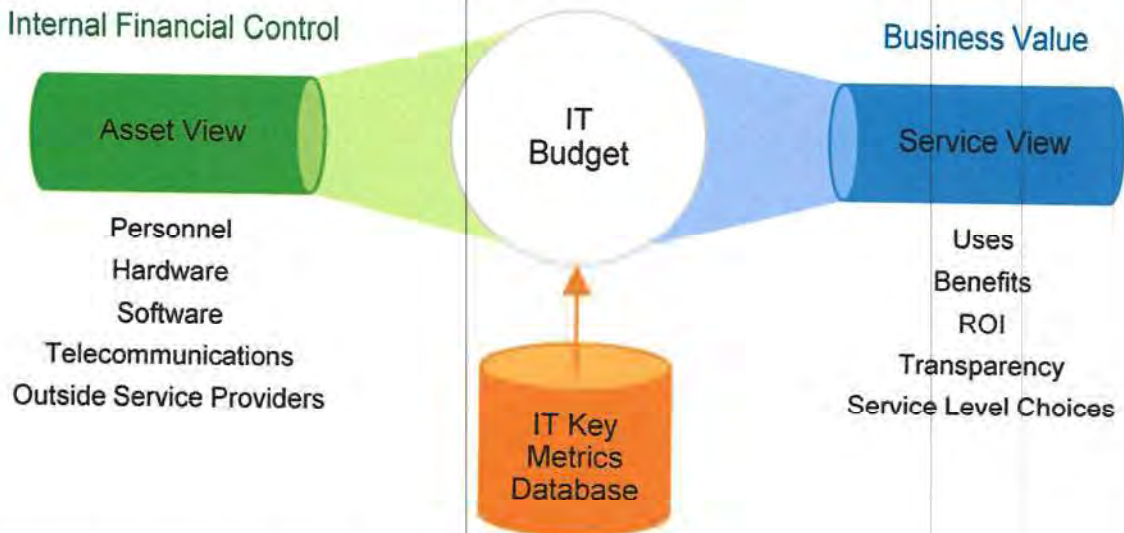 Internal Financial Control
Asset View
Personnel
Hardware
Software
Telecommunications
Outside Service Providers
IT
Budget
IT Key
Metrics
Database
Business Value
Service View
Uses
Benefits
ROI
Transparency
Service Level Choices